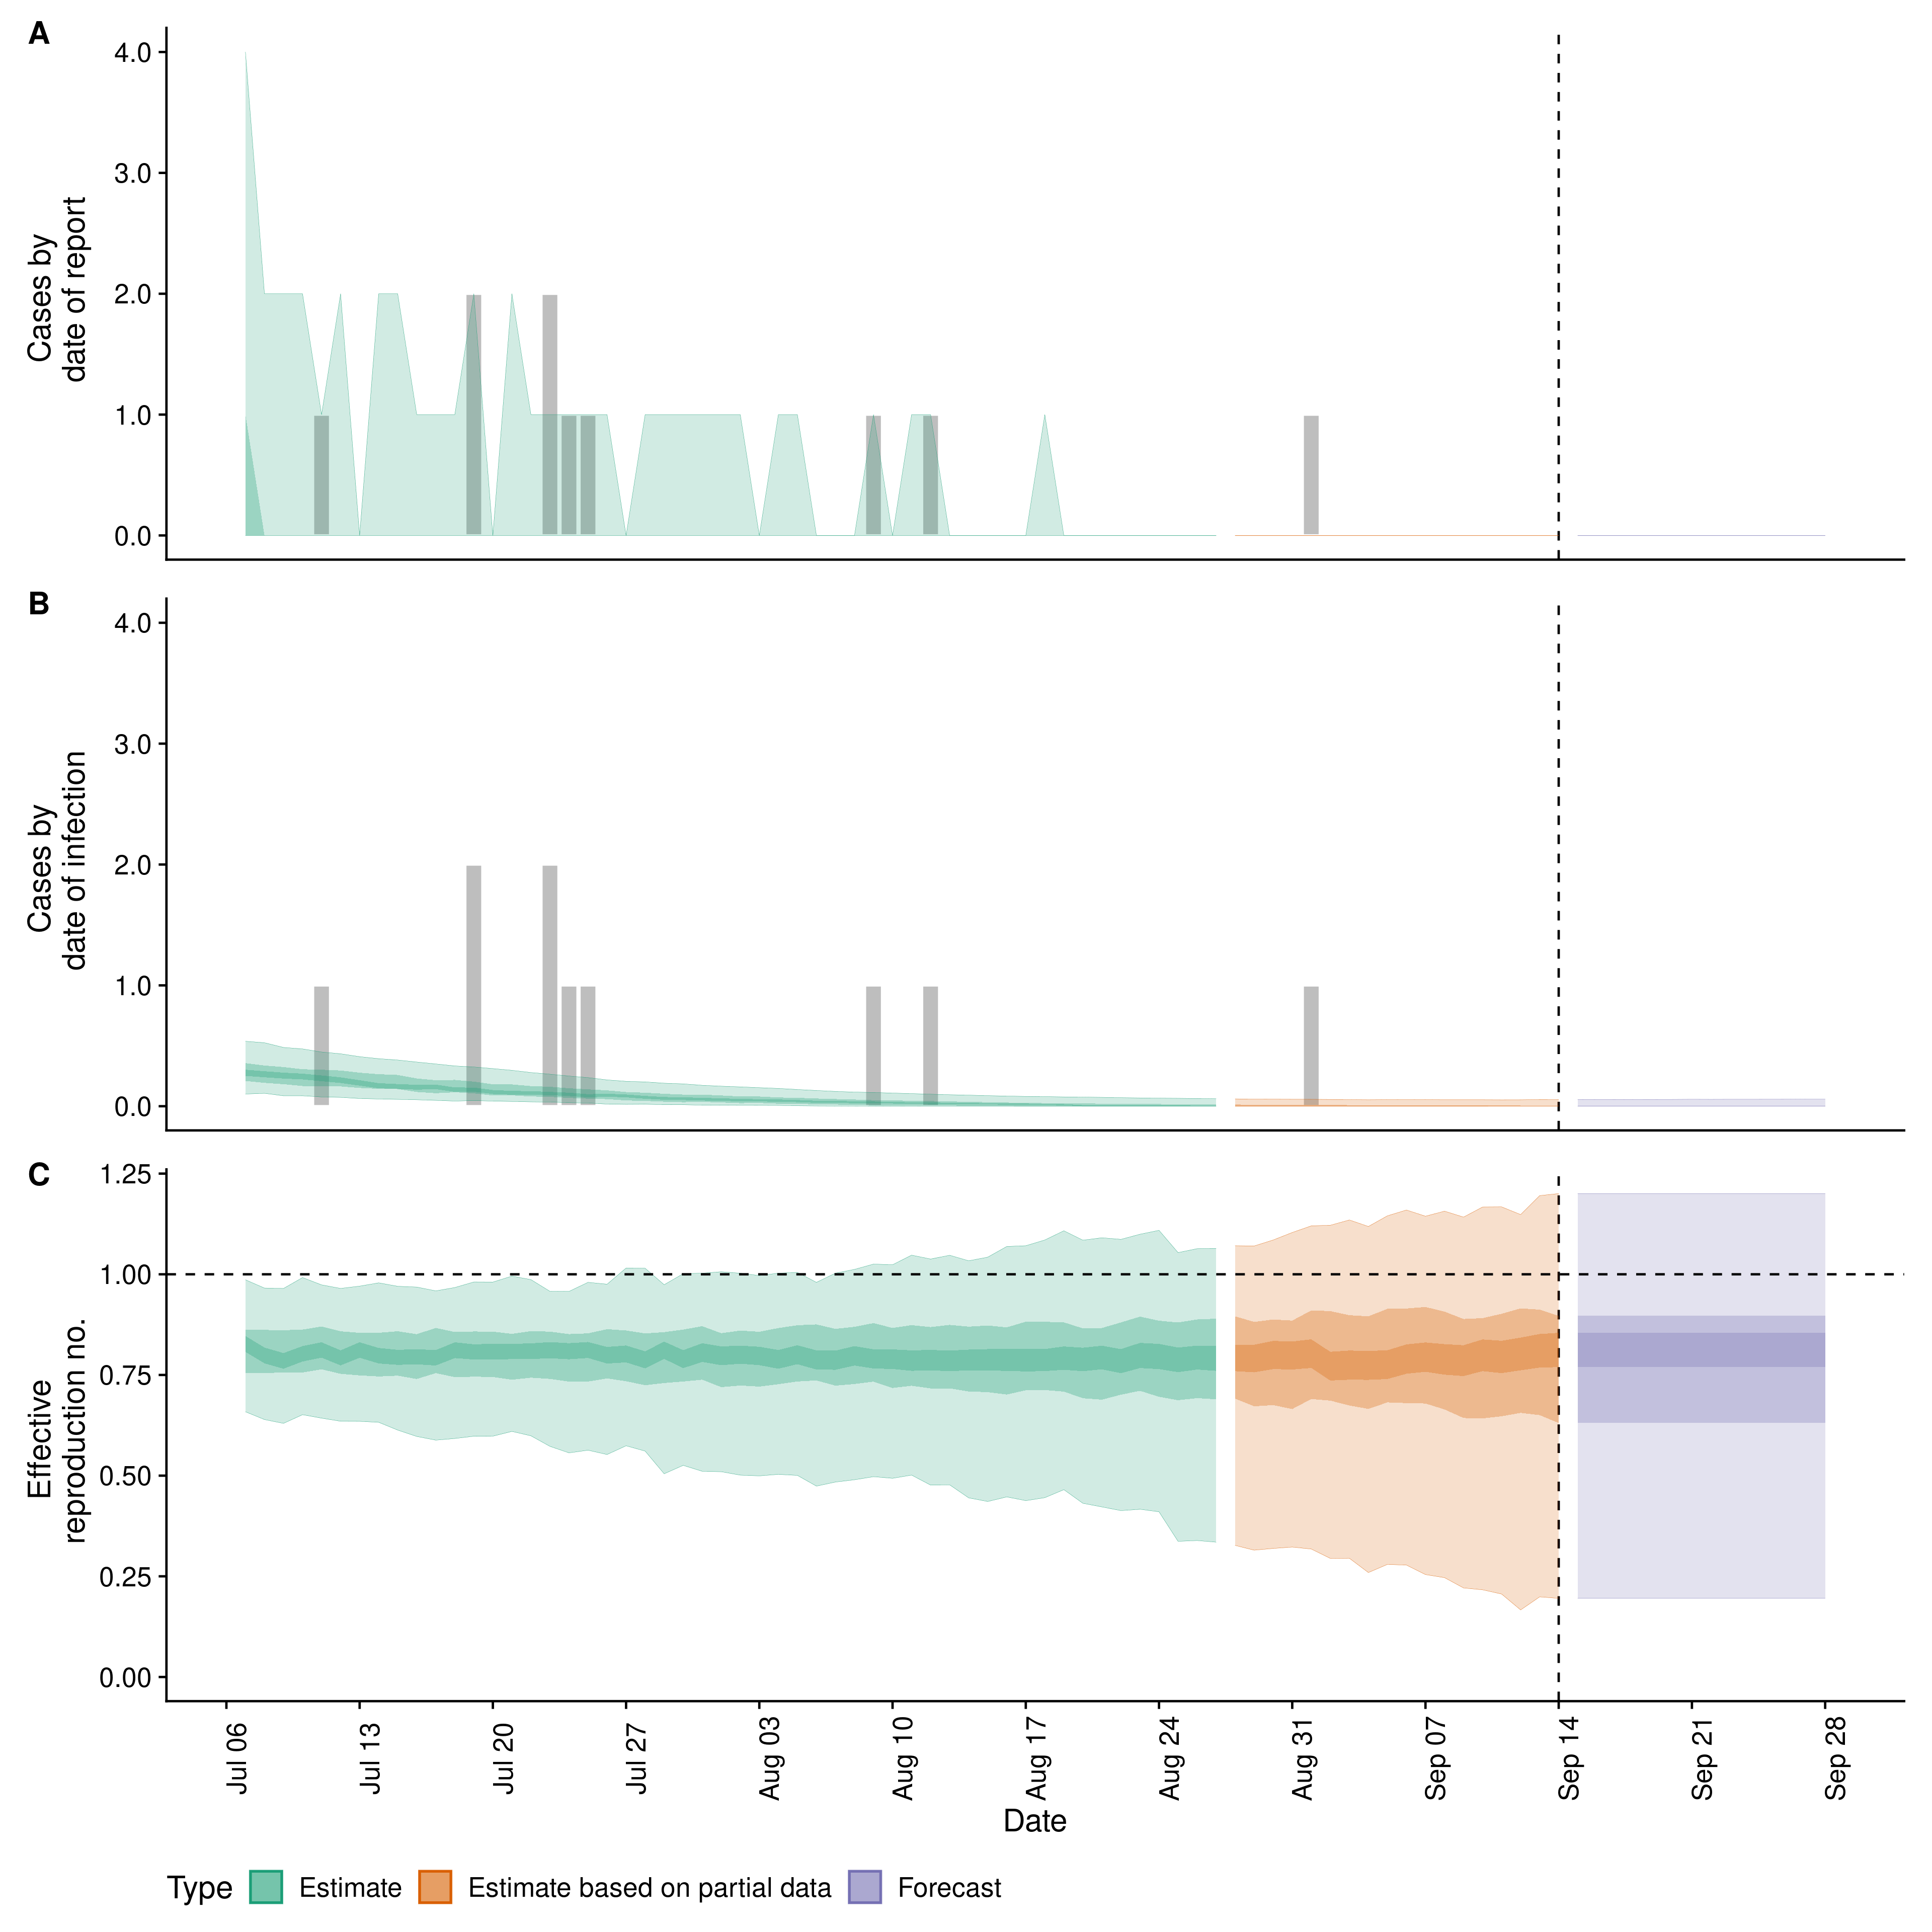 A
4.0
3.0
2.0
1.0
0.0
Cases by
date of report
B
4.0
3.0
2.0
1.0
0.0
Cases by
date of infection
C
1.25
1.00
0.75
0.50
0.25
0.00
Effective
reproduction no.
Jul 06
Jul 13
Jul 20
Jul 27
Aug 03
Aug 10
Aug 17
Aug 24
Aug 31
Sep 07
Sep 14
Sep 21
Sep 28
Date
Type Estimate Estimate based on partial data Forecast